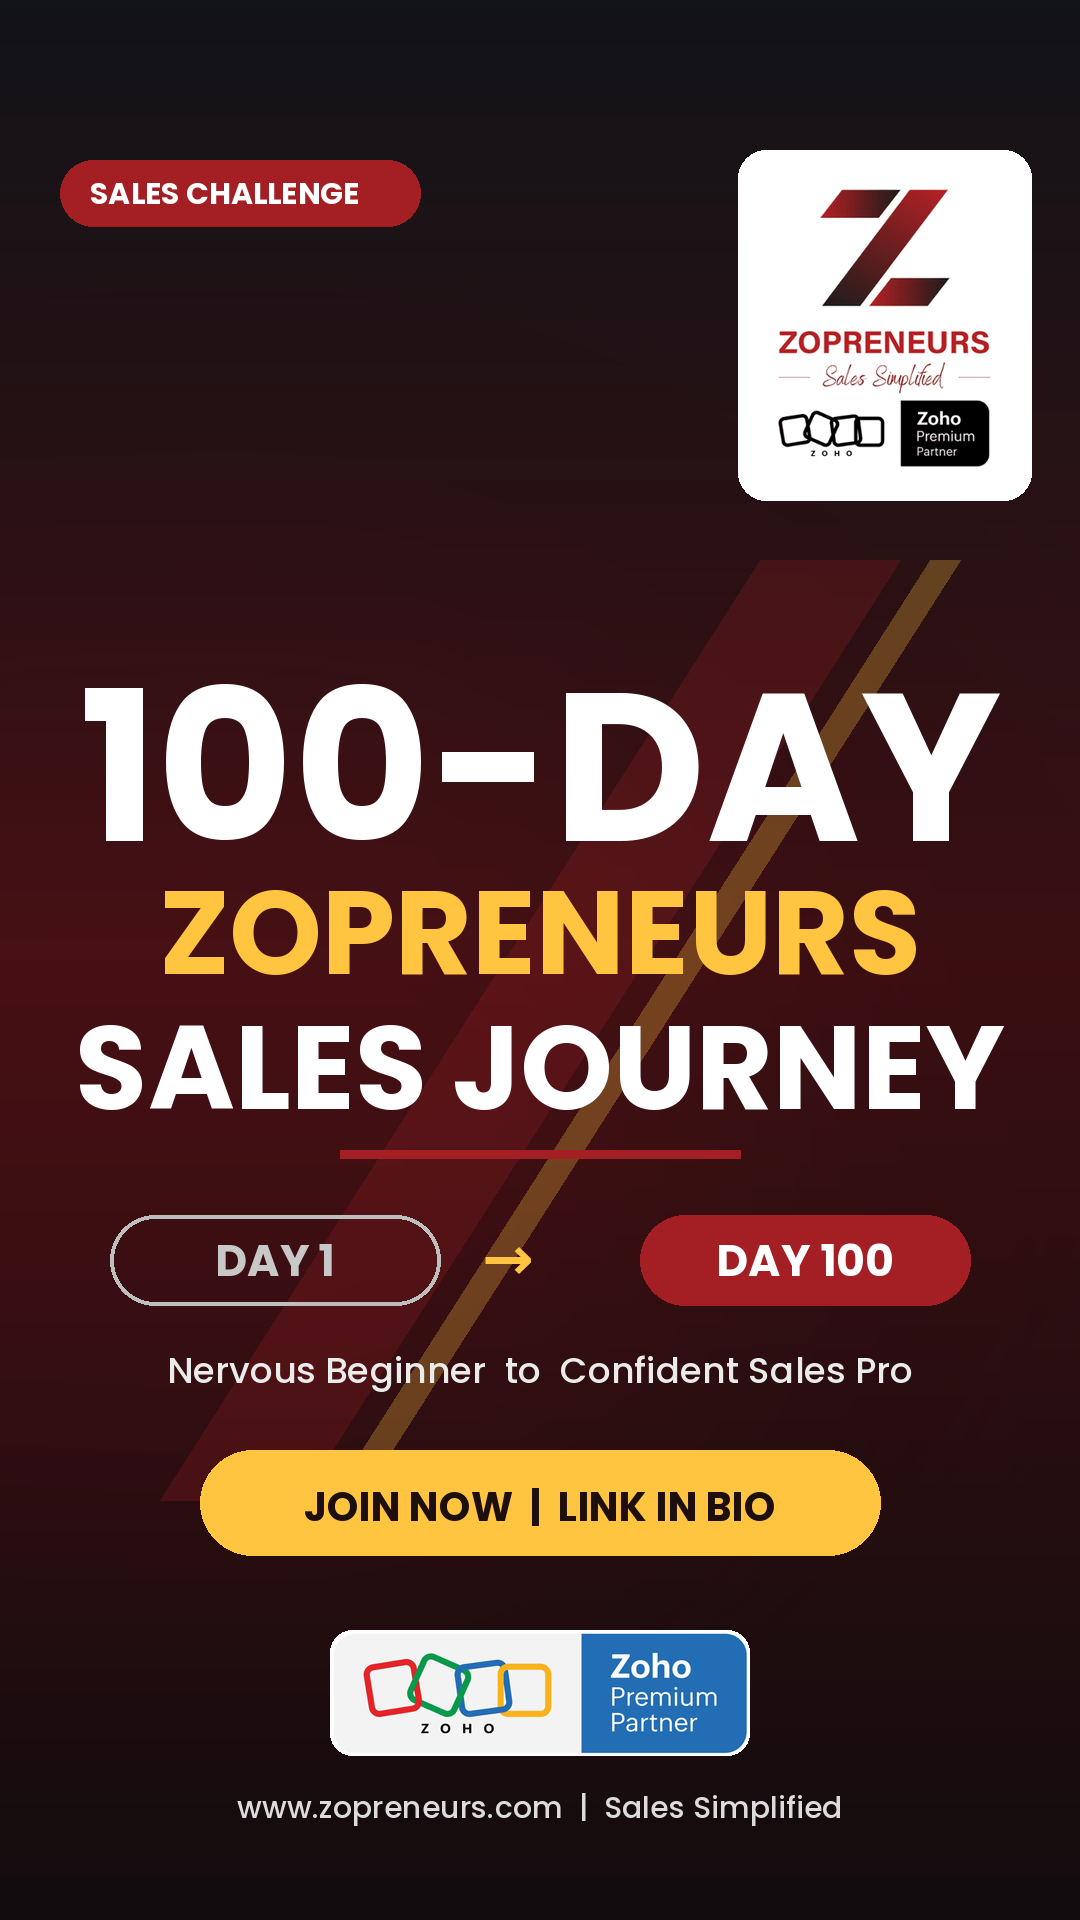 SALES CHALLENGE
ZOPRENEURS
Sales Simplified
ZOHO
Zoho
Premium
Partner
100-DAY
ZOPRENEURS
SALES JOURNEY
DAY 1 → DAY 100
Nervous Beginner to Confident Sales Pro
JOIN NOW | LINK IN BIO
ZOHO
Zoho
Premium
Partner
www.zopreneurs.com | Sales Simplified